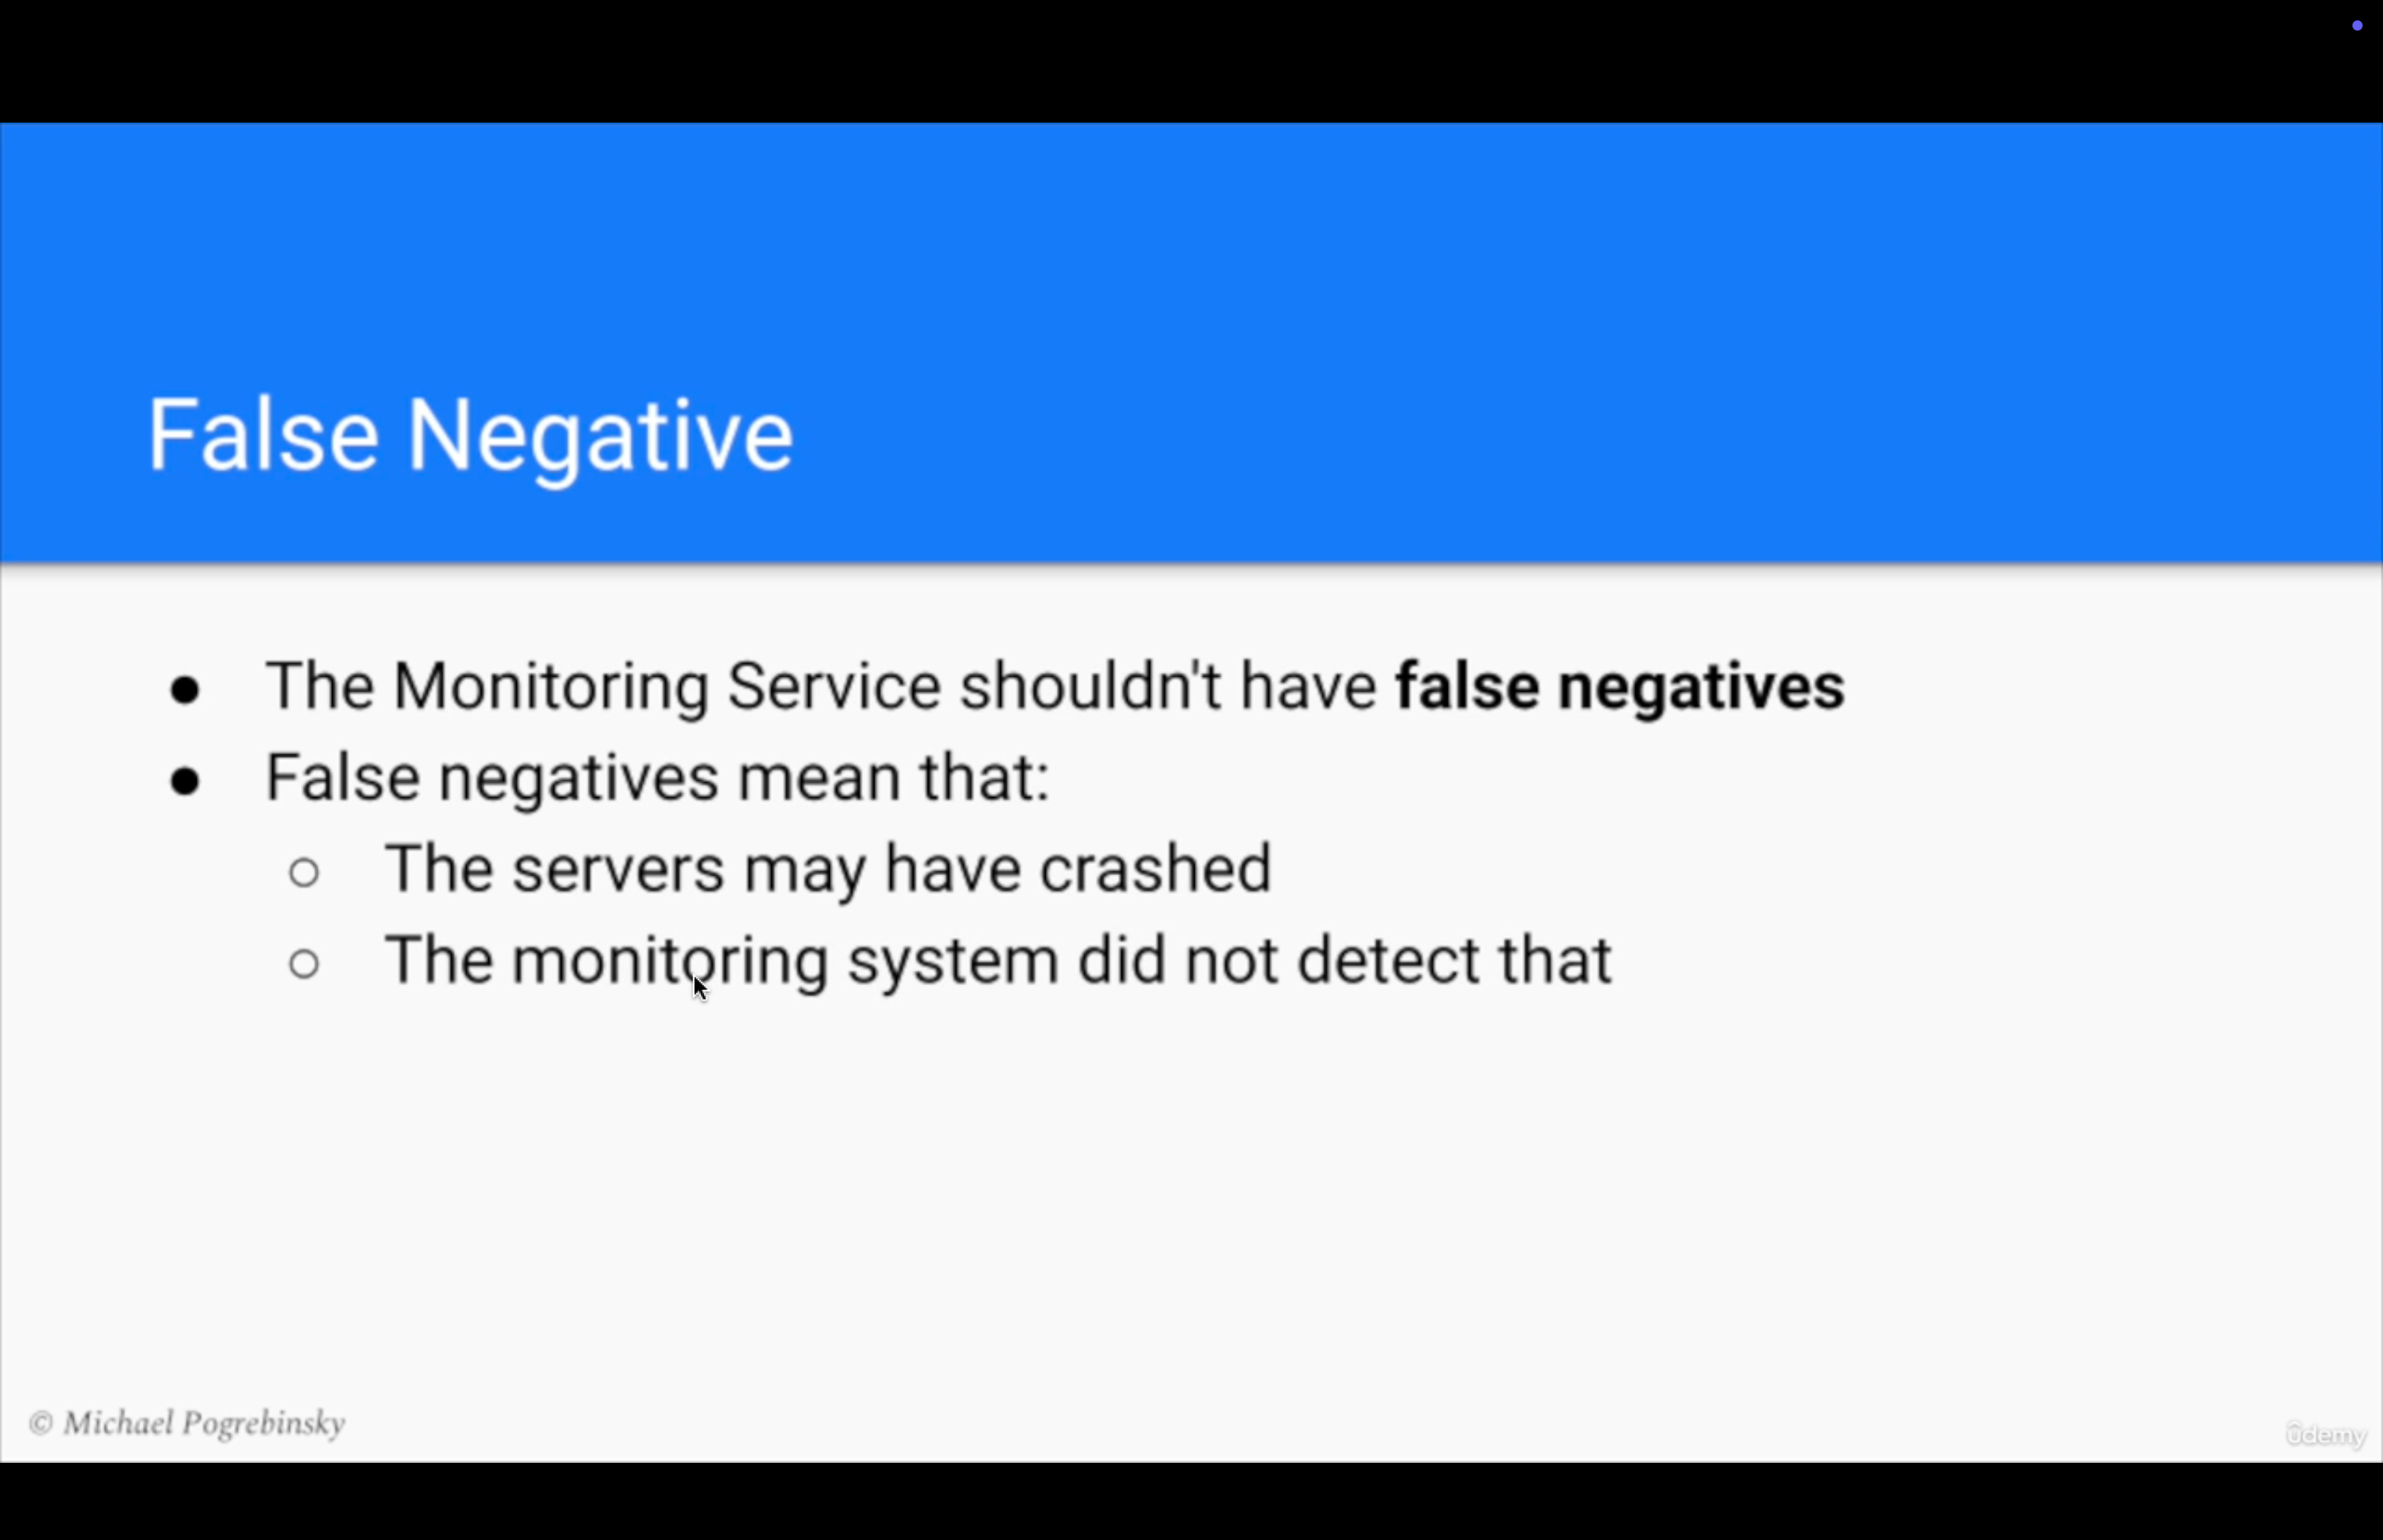 False Negative
● The Monitoring Service shouldn't have false negatives
● False negatives mean that:
○ The servers may have crashed
○ The monitoring system did not detect that
© Michael Pogrebinsky
ûdemy